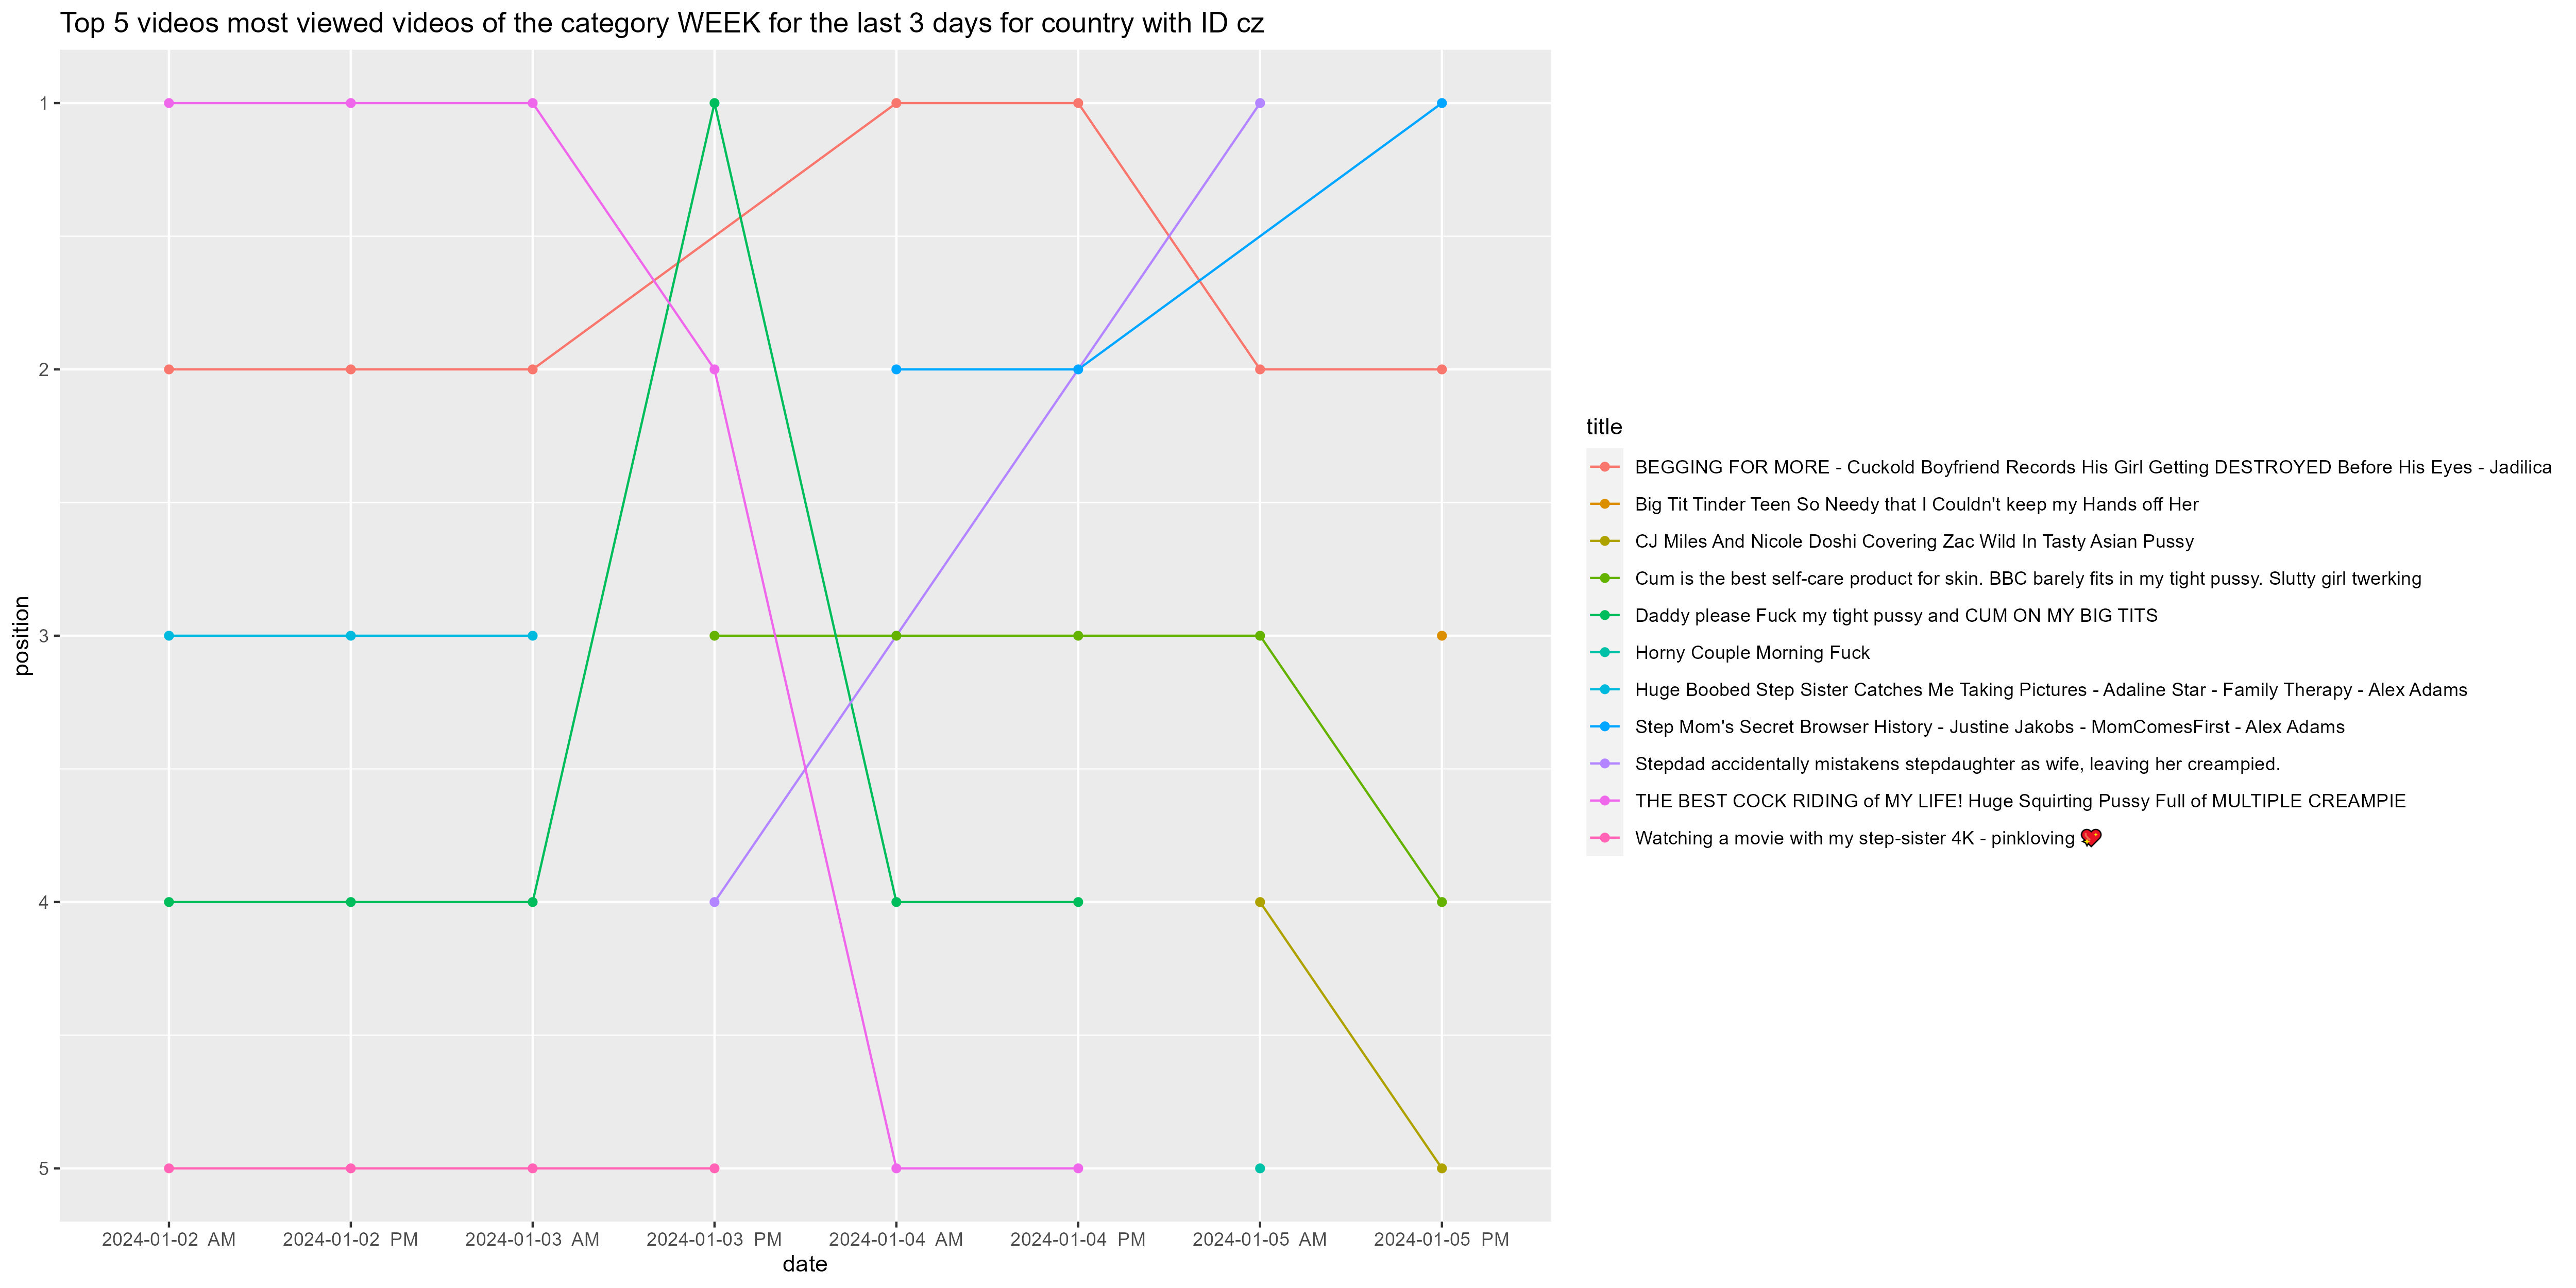 Top 5 videos most viewed videos of the category WEEK for the last 3 days for country with ID cz
1
2
3
4
5
position
2024-01-02 AM
2024-01-02 PM
2024-01-03 AM
2024-01-03 PM
2024-01-04 AM
2024-01-04 PM
2024-01-05 AM
2024-01-05 PM
date
title
BEGGING FOR MORE - Cuckold Boyfriend Records His Girl Getting DESTROYED Before His Eyes - Jadilica
Big Tit Tinder Teen So Needy that I Couldn't keep my Hands off Her
CJ Miles And Nicole Doshi Covering Zac Wild In Tasty Asian Pussy
Cum is the best self-care product for skin. BBC barely fits in my tight pussy. Slutty girl twerking
Daddy please Fuck my tight pussy and CUM ON MY BIG TITS
Horny Couple Morning Fuck
Huge Boobed Step Sister Catches Me Taking Pictures - Adaline Star - Family Therapy - Alex Adams
Step Mom's Secret Browser History - Justine Jakobs - MomComesFirst - Alex Adams
Stepdad accidentally mistakens stepdaughter as wife, leaving her creampied.
THE BEST COCK RIDING of MY LIFE! Huge Squirting Pussy Full of MULTIPLE CREAMPIE
Watching a movie with my step-sister 4K - pinkloving 💖